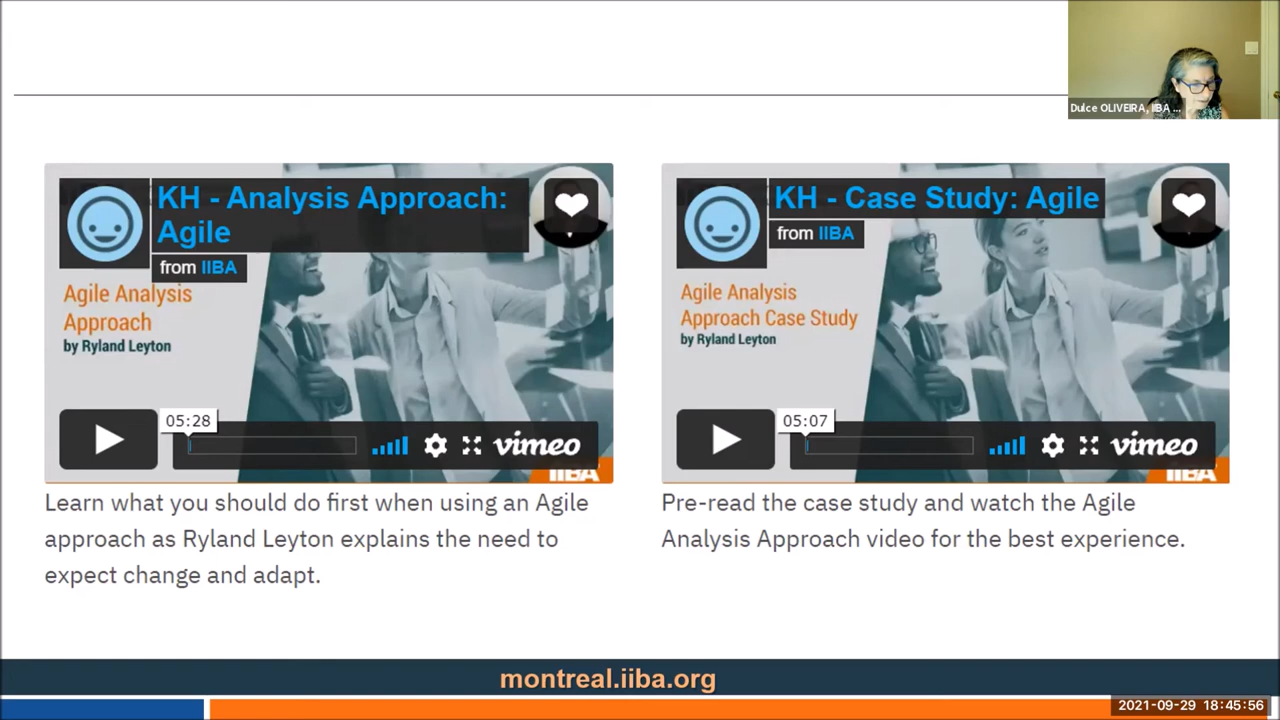 Dulce OLIVEIRA, IIBA ...
KH - Analysis Approach:
Agile
from IIBA
Agile Analysis
Approach
by Ryland Leyton
05:28
vimeo
IIBA
Learn what you should do first when using an Agile
approach as Ryland Leyton explains the need to
expect change and adapt.
KH - Case Study: Agile
from IIBA
Agile Analysis
Approach Case Study
by Ryland Leyton
05:07
vimeo
IIBA
Pre-read the case study and watch the Agile
Analysis Approach video for the best experience.
montreal.iiba.org
2021-09-29 18:45:56